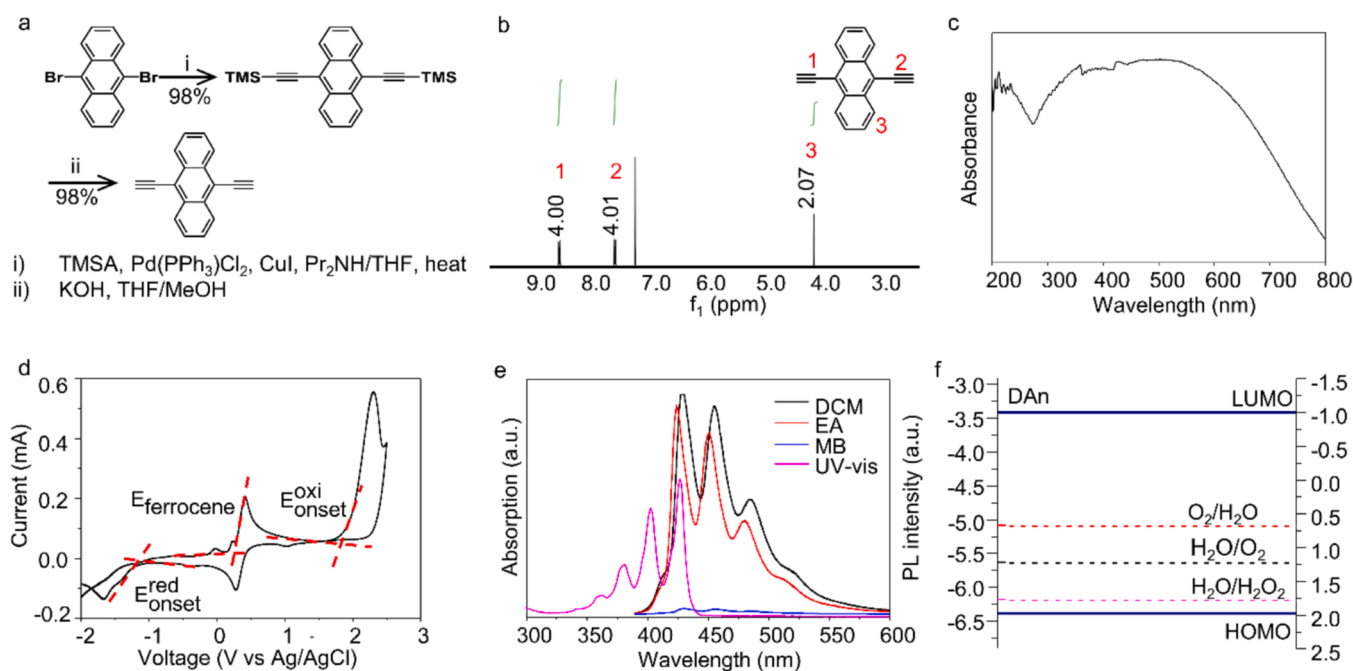 a
Br
Br
i
98%
TMS
TMS
ii
98%
i) TMSA, Pd(PPh3)Cl2, CuI, Pr2NH/THF, heat
ii) KOH, THF/MeOH
b
1
2
3
1
2
3
4.00
4.01
2.07
9.0 8.0 7.0 6.0 5.0 4.0 3.0
f1 (ppm)
c
Absorbance
200 300 400 500 600 700 800
Wavelength (nm)
d
0.6
0.4
0.2
0.0
-0.2
Current (mA)
Eferrocene
E oxi onset
E red onset
-2 -1 0 1 2 3
Voltage (V vs Ag/AgCl)
e
Absorption (a.u.)
DCM
EA
MB
UV-vis
300 350 400 450 500 550 600
Wavelength (nm)
PL intensity (a.u.)
f
-3.0
-3.5
-4.0
-4.5
-5.0
-5.5
-6.0
-6.5
DAn
LUMO
O2/H2O
H2O/O2
H2O/H2O2
HOMO
-1.5
-1.0
-0.5
0.0
0.5
1.0
1.5
2.0
2.5